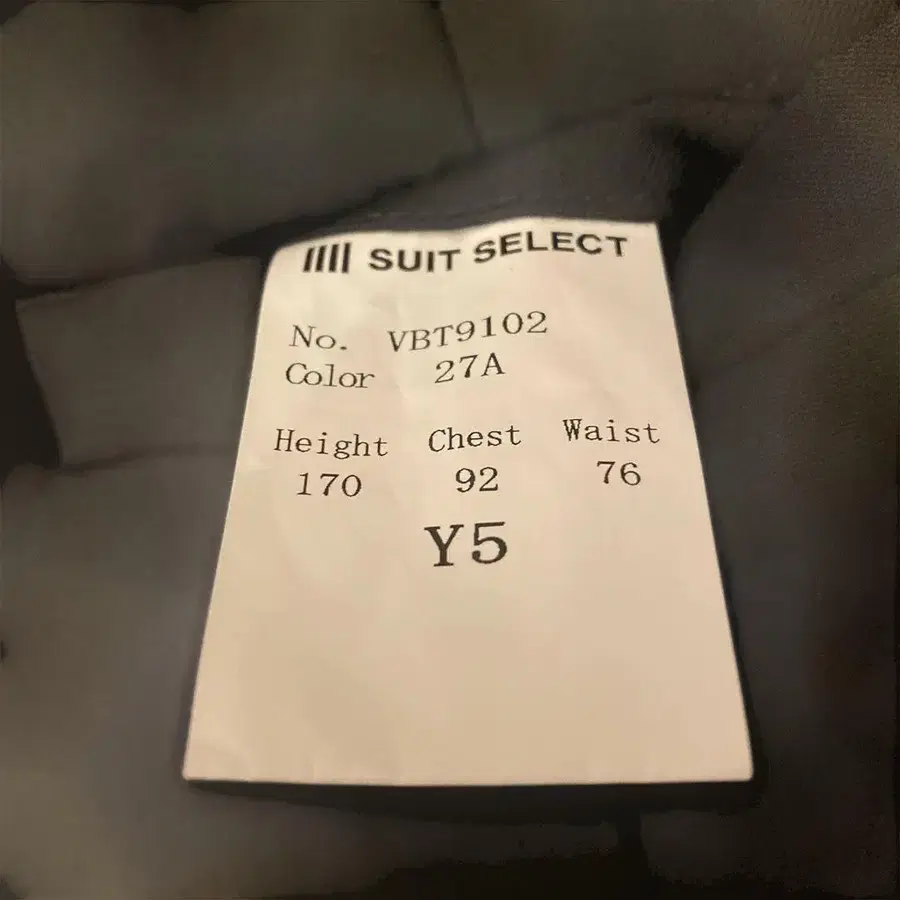 SUIT SELECT
No. VBT9102
Color 27A
Height Chest Waist
170 92 76
Y5